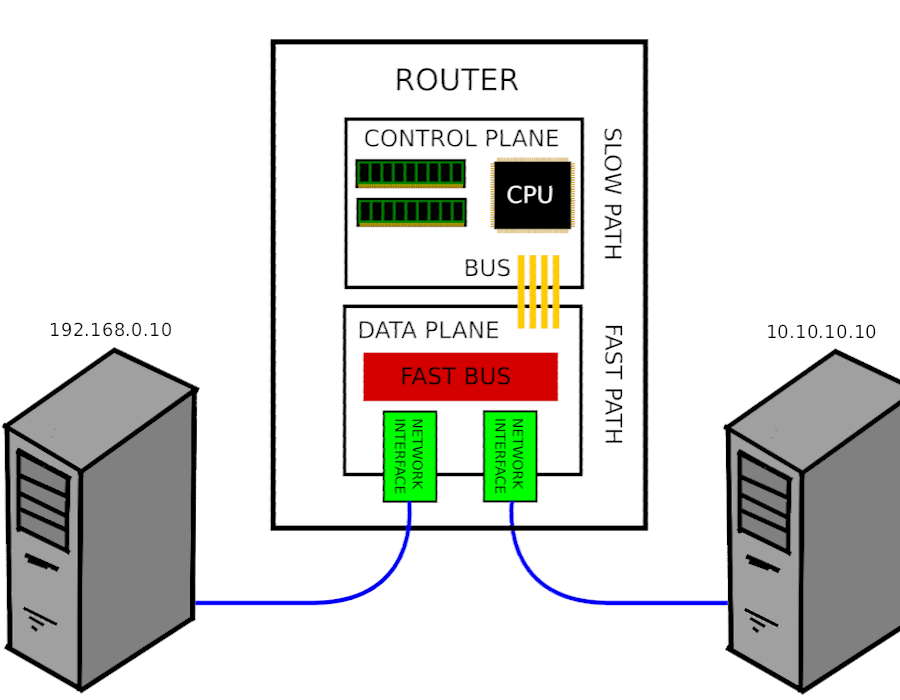 ROUTER
CONTROL PLANE
CPU
BUS
SLOW PATH
192.168.0.10
DATA PLANE
FAST BUS
NETWORK
INTERFACE
NETWORK
INTERFACE
FAST PATH
10.10.10.10